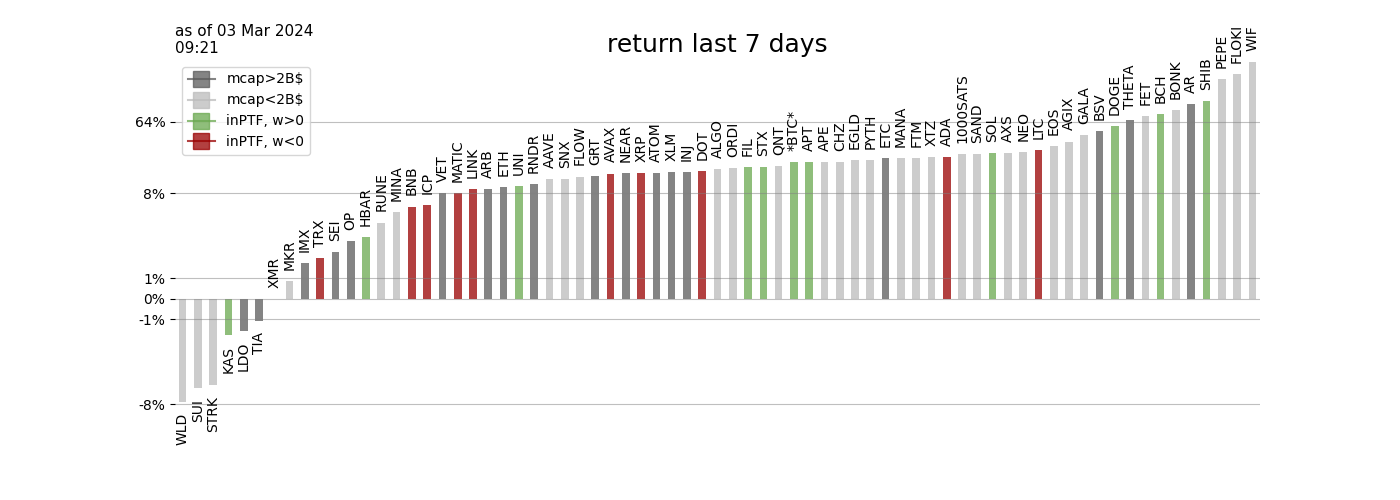 as of 03 Mar 2024
09:21
return last 7 days
mcap>2B$
mcap<2B$
inPTF, w>0
inPTF, w<0
64%
8%
1%
0%
-1%
-8%
WLD
SUI
STRK
KAS
LDO
TIA
XMR
MKR
IMX
TRX
SEI
OP
HBAR
RUNE
MINA
BNB
ICP
VET
MATIC
LINK
ARB
ETH
UNI
RNDR
AAVE
SNX
FLOW
GRT
AVAX
NEAR
XRP
ATOM
XLM
INJ
DOT
ALGO
ORDI
FIL
STX
QNT
*BTC*
APT
APE
CHZ
EGLD
PYTH
ETC
MANA
FTM
XTZ
ADA
1000SATS
SAND
SOL
AXS
NEO
LTC
EOS
AGIX
GALA
BSV
DOGE
THETA
FET
BCH
BONK
AR
SHIB
PEPE
FLOKI
WIF